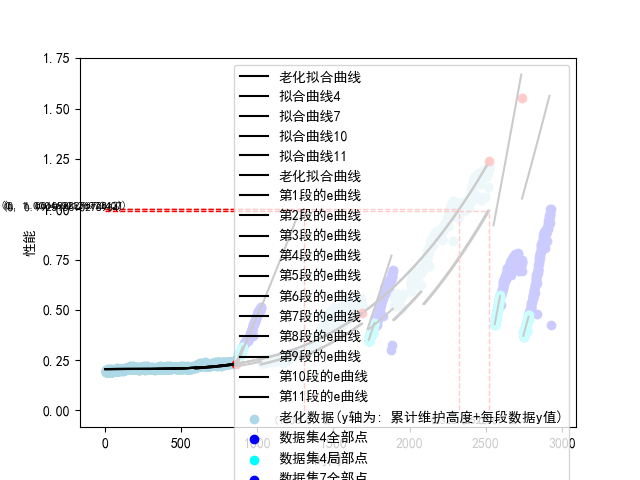 1.75
1.50
1.25
1.00
0.75
0.50
0.25
0.00
性能
0
500
1000
2000
2500
3000
老化拟合曲线
拟合曲线4
拟合曲线7
拟合曲线10
拟合曲线11
老化拟合曲线
第1段的e曲线
第2段的e曲线
第3段的e曲线
第4段的e曲线
第5段的e曲线
第6段的e曲线
第7段的e曲线
第8段的e曲线
第9段的e曲线
第10段的e曲线
第11段的e曲线
老化数据(y轴为: 累计维护高度+每段数据y值)
数据集4全部点
数据集4局部点
数据集7全部点